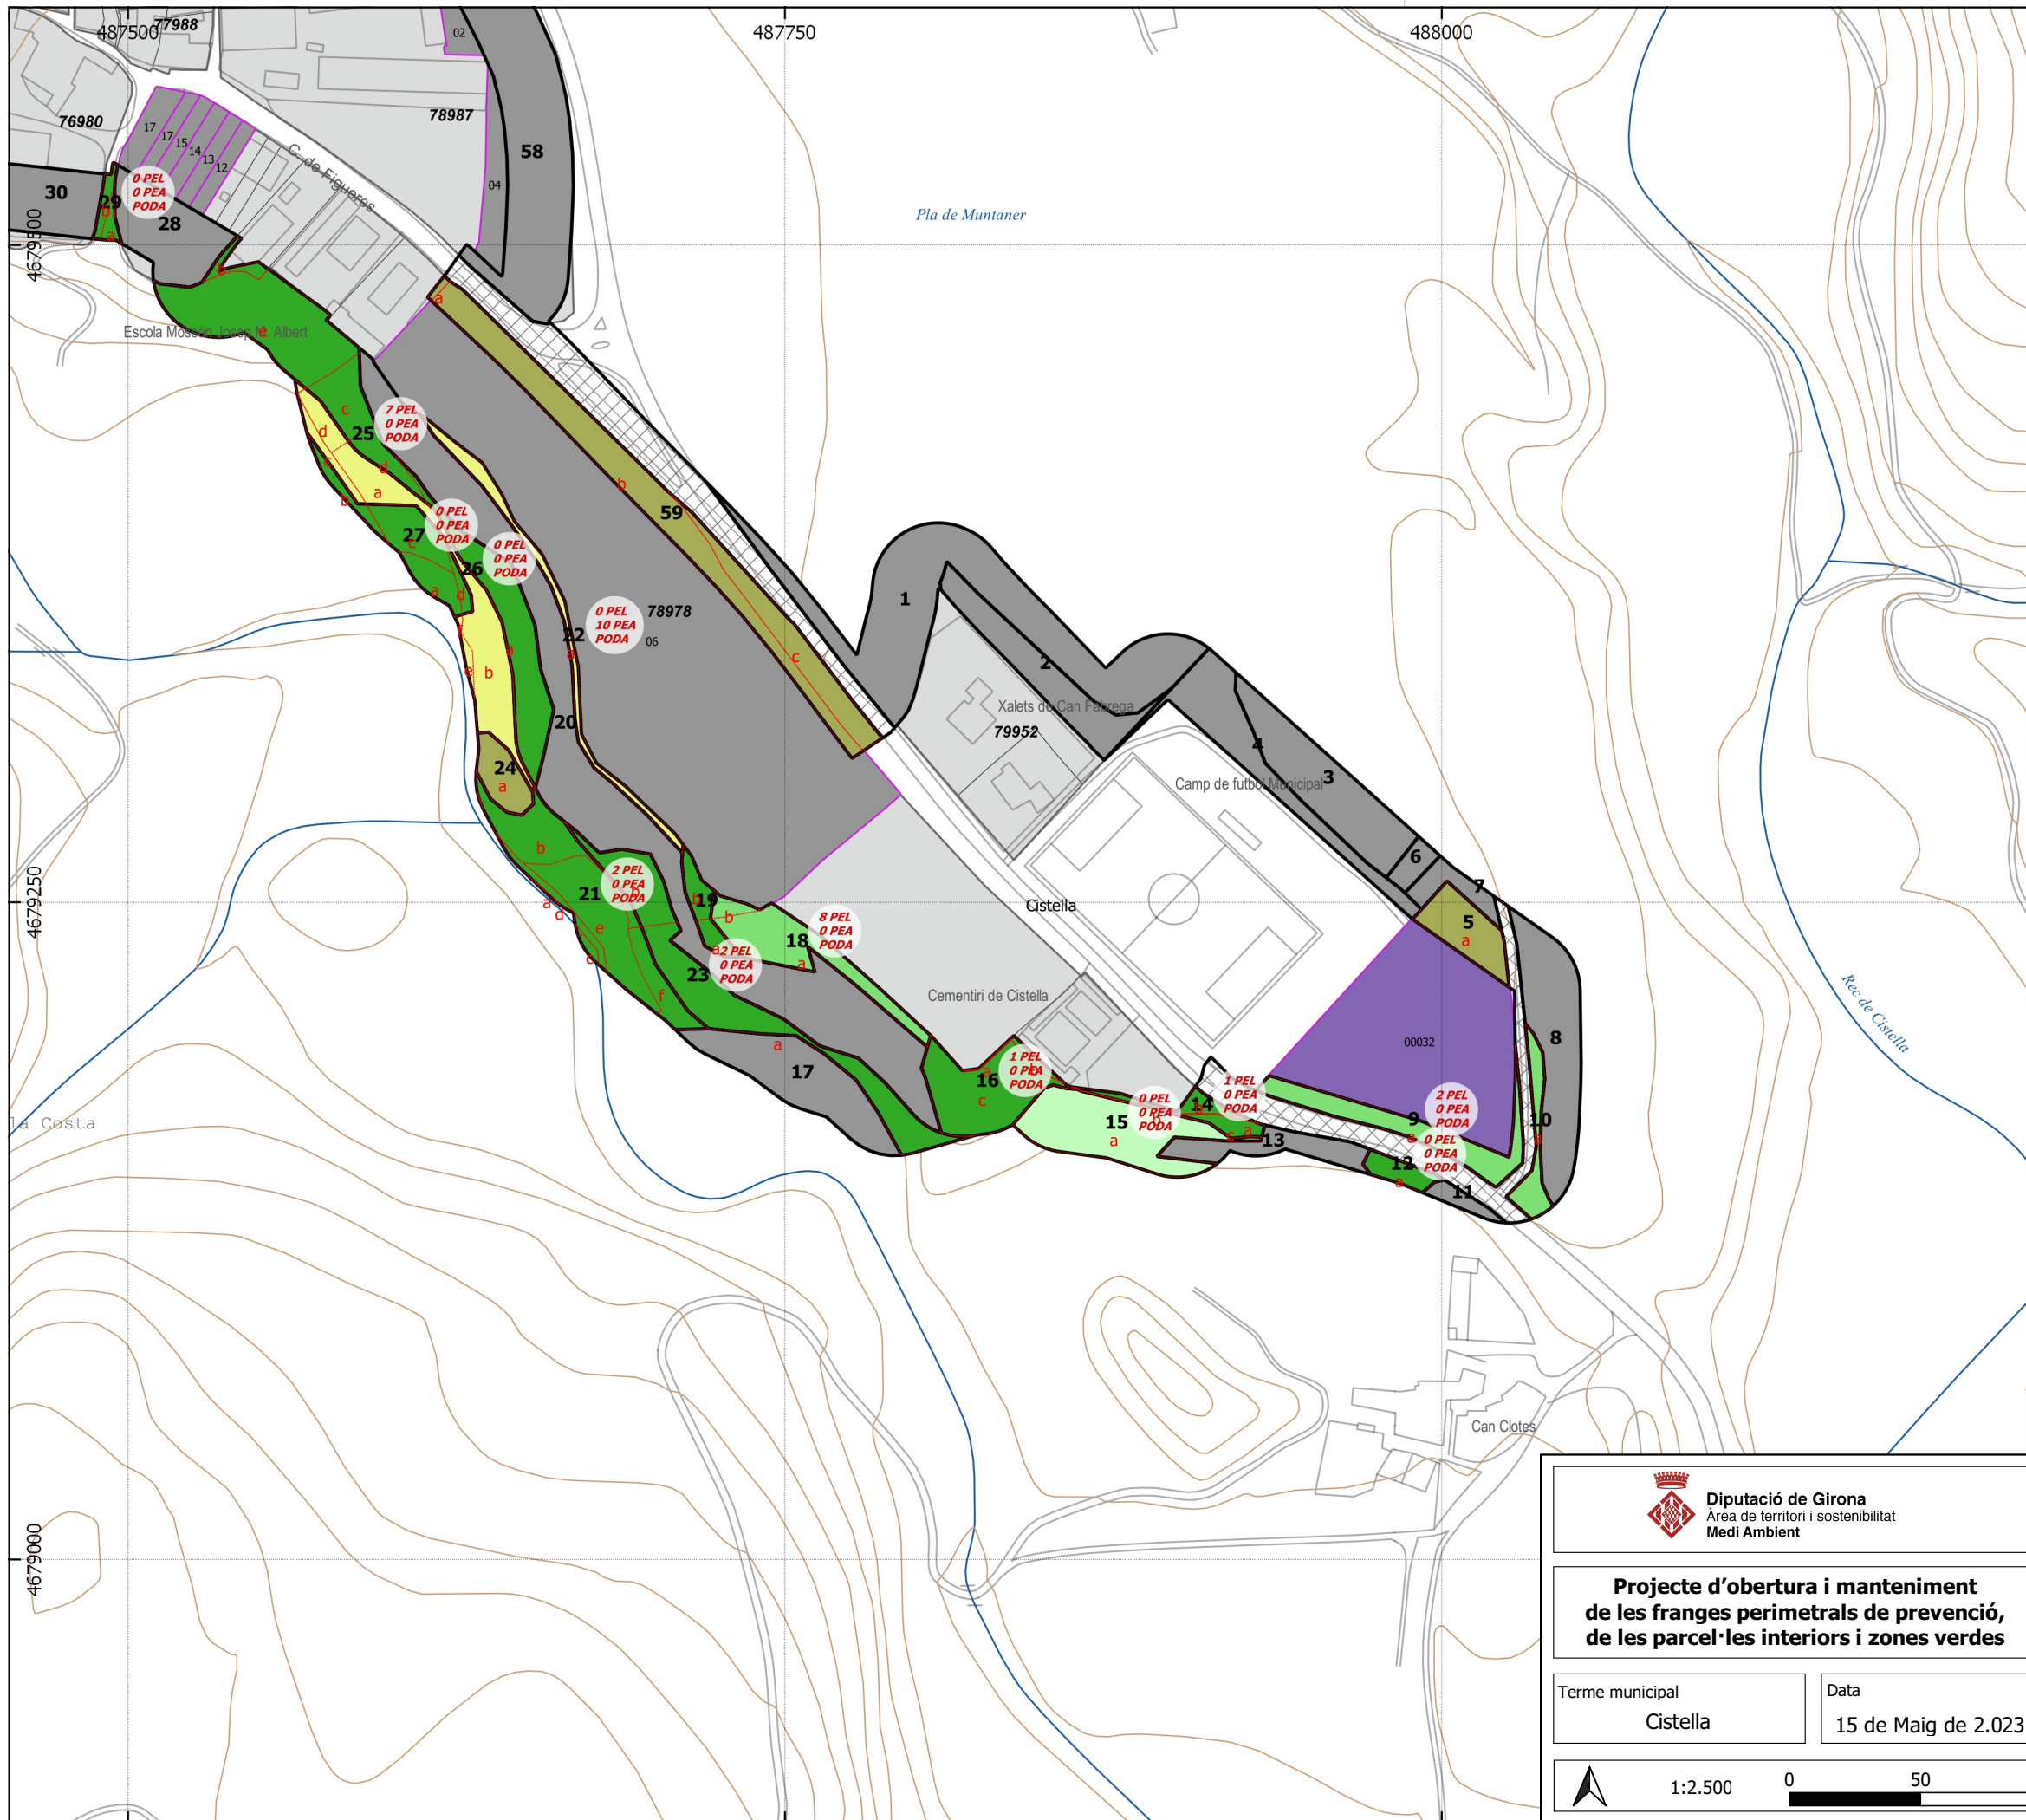 487500
487750
488000
77988
02
76980
78987
17
17
15
14
13
12
C. de Figueres
58
04
30
29
28
0 PEL
0 PEA
PODA
b
a
Pla de Muntaner
4679500
a
Escola Mossèn Josep M. Albert
e
c
25
7 PEL
0 PEA
PODA
d
c
d
a
b
b
59
27
0 PEL
0 PEA
PODA
c
0 PEL
0 PEA
PODA
26
a
d
0 PEL
10 PEA
PODA
78978
06
22
a
1
a
c
e
b
2
20
Xalets de Can Fabrega
79952
4
3
24
a
Camp de futbol Municipal
b
6
7
21
2 PEL
0 PEA
PODA
b
19
b
b
a
d
4679250
Cistella
5
a
8 PEL
0 PEA
PODA
18
e
c
a
2 PEL
0 PEA
PODA
a
23
f
Cementiri de Cistella
Rec de Cistella
a
17
00032
8
1 PEL
0 PEA
PODA
a
16
b
c
1 PEL
0 PEA
PODA
14
b
0 PEL
0 PEA
PODA
15
b
a
c
a
13
2 PEL
0 PEA
PODA
9
a
10
a
0 PEL
0 PEA
PODA
12
a
11
la Costa
Can Clotes
4679000
Diputació de Girona
Àrea de territori i sostenibilitat
Medi Ambient
Projecte d'obertura i manteniment
de les franges perimetrals de prevenció,
de les parcel·les interiors i zones verdes
Terme municipal
Cistella
Data
15 de Maig de 2.023
1:2.500
0
50